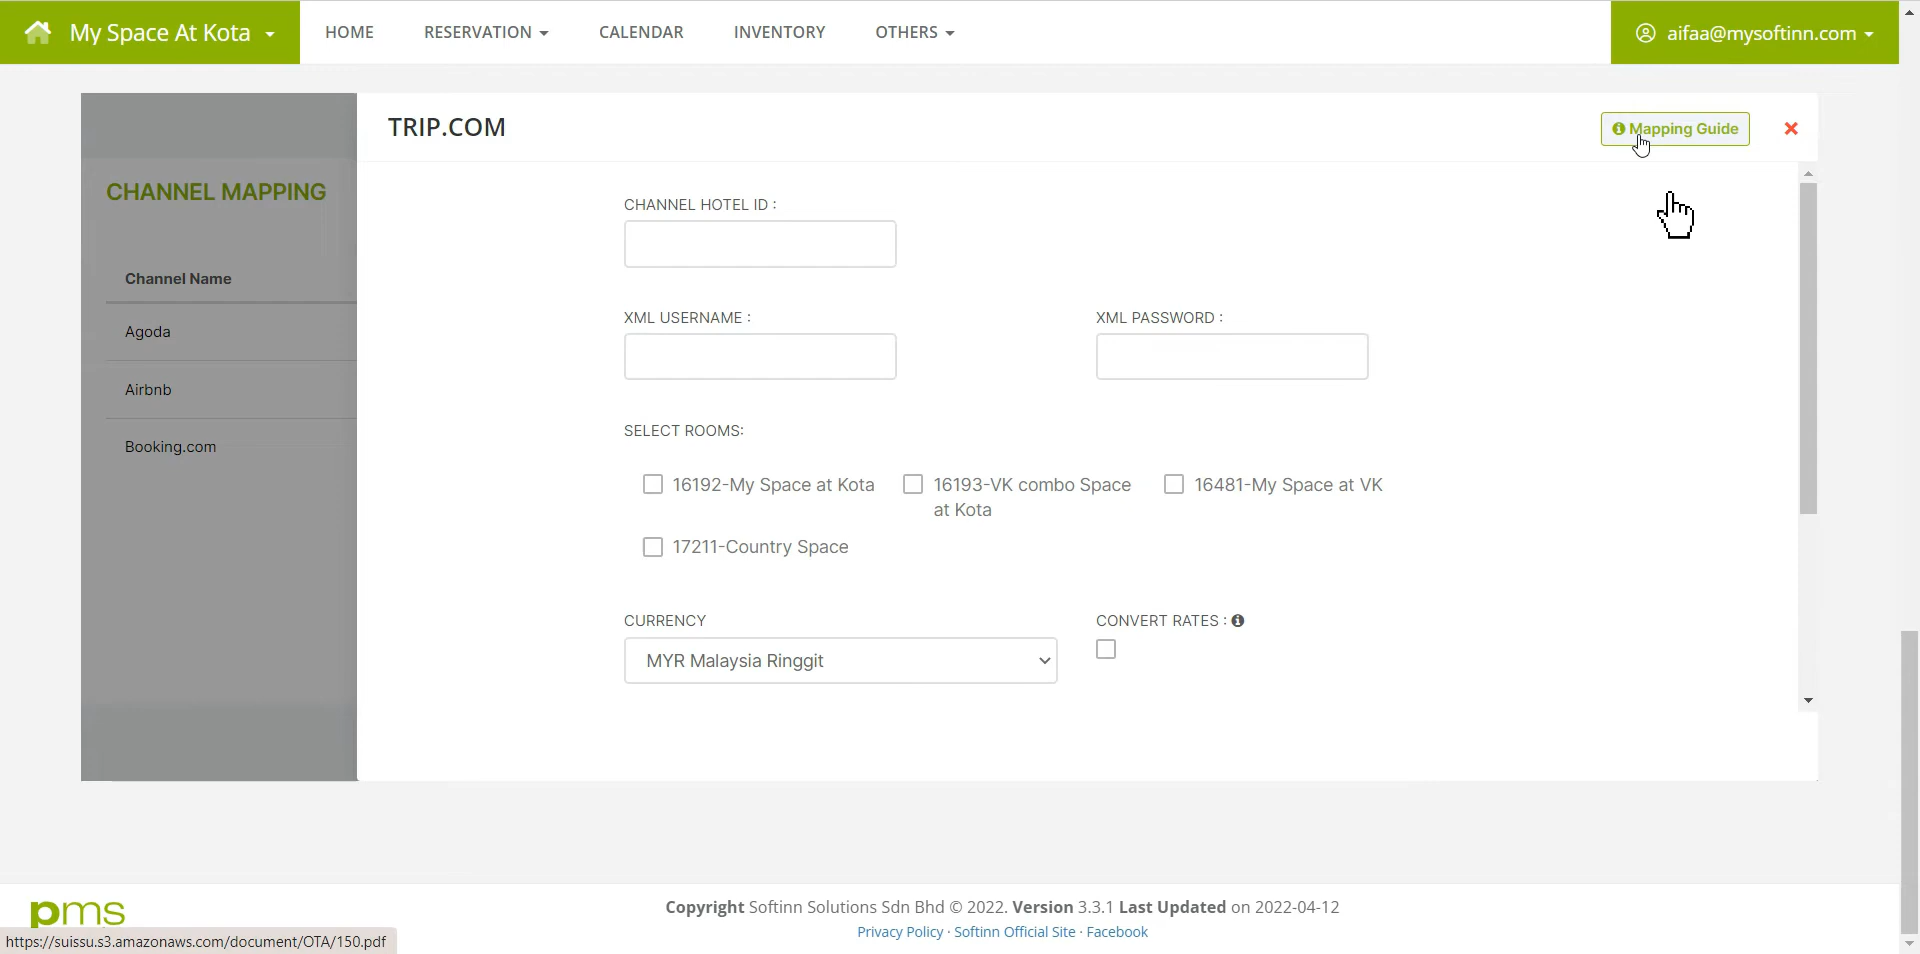 My Space At Kota
HOME
RESERVATION
CALENDAR
INVENTORY
OTHERS
aifaa@mysoftinn.com
TRIP.COM
Mapping Guide
CHANNEL MAPPING
Channel Name
Agoda
Airbnb
Booking.com
CHANNEL HOTEL ID :
XML USERNAME :
XML PASSWORD :
SELECT ROOMS:
16192-My Space at Kota
16193-VK combo Space
at Kota
16481-My Space at VK
17211-Country Space
CURRENCY
CONVERT RATES :
MYR Malaysia Ringgit
pms
Copyright Softinn Solutions Sdn Bhd © 2022. Version 3.3.1 Last Updated on 2022-04-12
Privacy Policy · Softinn Official Site · Facebook
https://suissu.s3.amazonaws.com/document/OTA/150.pdf